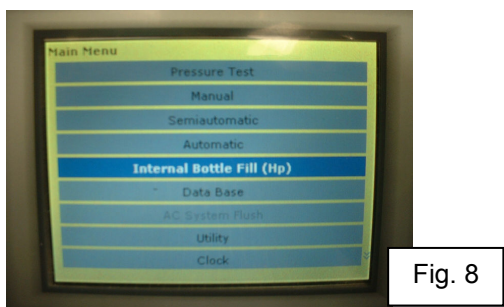 Main Menu
Pressure Test
Manual
Semiautomatic
Automatic
Internal Bottle Fill (Hp)
Data Base
AC System Flush
Utility
Clock
Fig. 8